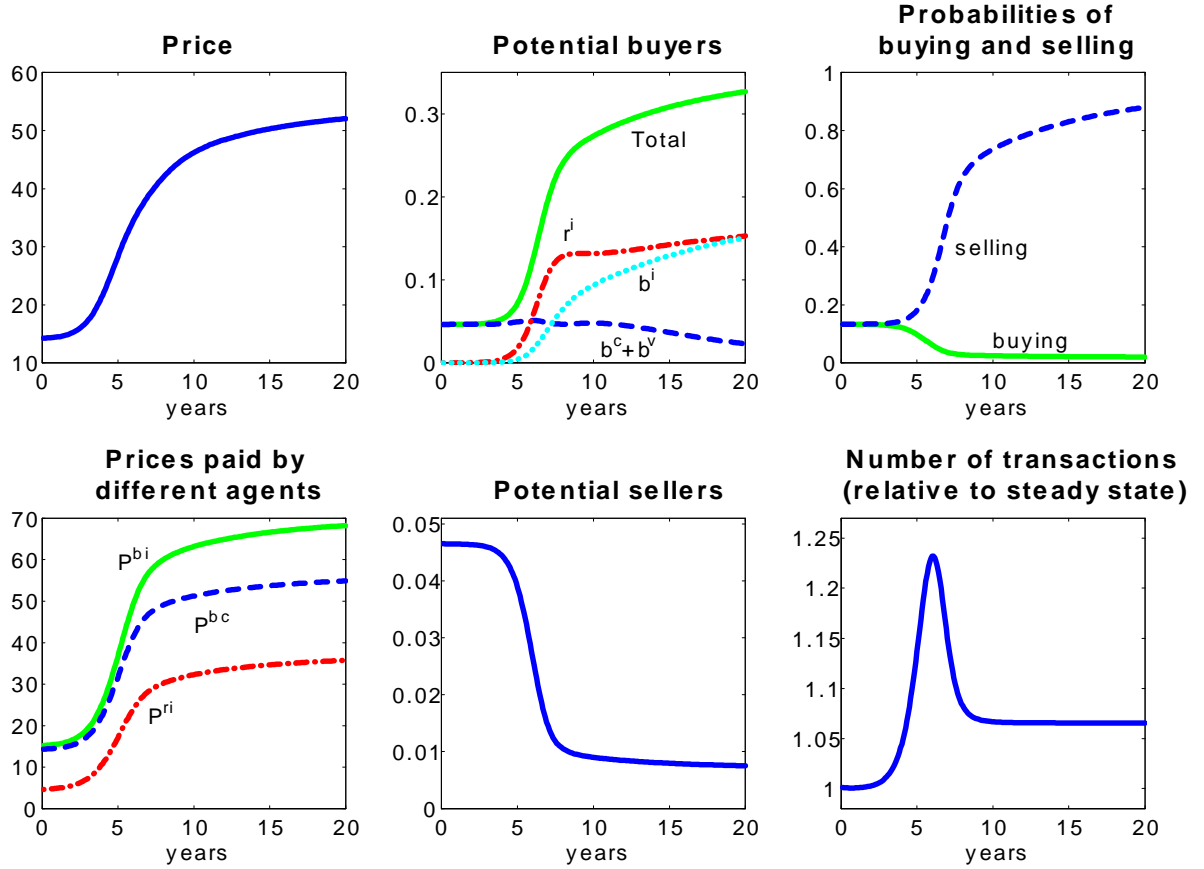 Price
60
50
40
30
20
10
0 5 10 15 20
years
Potential buyers
0.3
0.2
0.1
0
Total
r^i
b^i
b^c+b^v
0 5 10 15 20
years
Probabilities of
buying and selling
1
0.8
0.6
0.4
0.2
0
selling
buying
0 5 10 15 20
years
Prices paid by
different agents
70
60
50
40
30
20
10
0
P^bi
P^bc
P^ri
0 5 10 15 20
years
Potential sellers
0.05
0.04
0.03
0.02
0.01
0
0 5 10 15 20
years
Number of transactions
(relative to steady state)
1.25
1.2
1.15
1.1
1.05
1
0 5 10 15 20
years